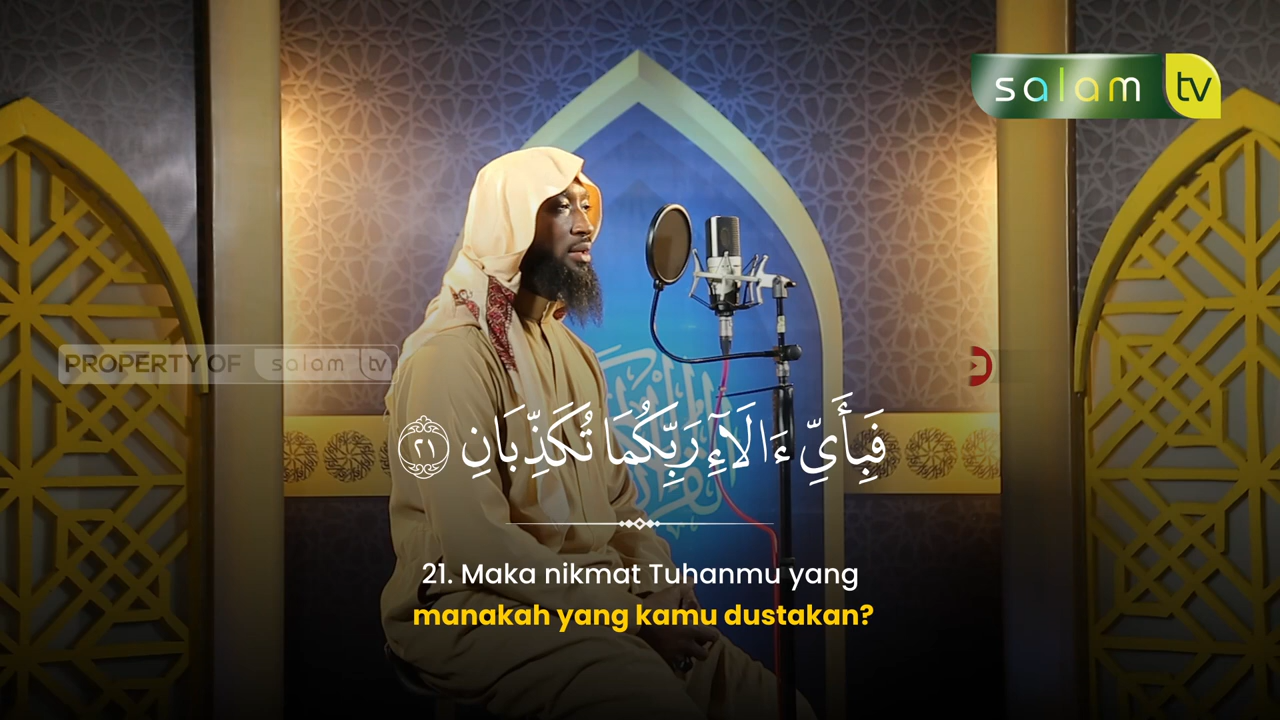 salam tv
PROPERTY OF salam tv
فَبِأَيِّ ءَالَآءِ رَبِّكُمَا تُكَذِّبَانِ ٢١
21. Maka nikmat Tuhanmu yang
manakah yang kamu dustakan?